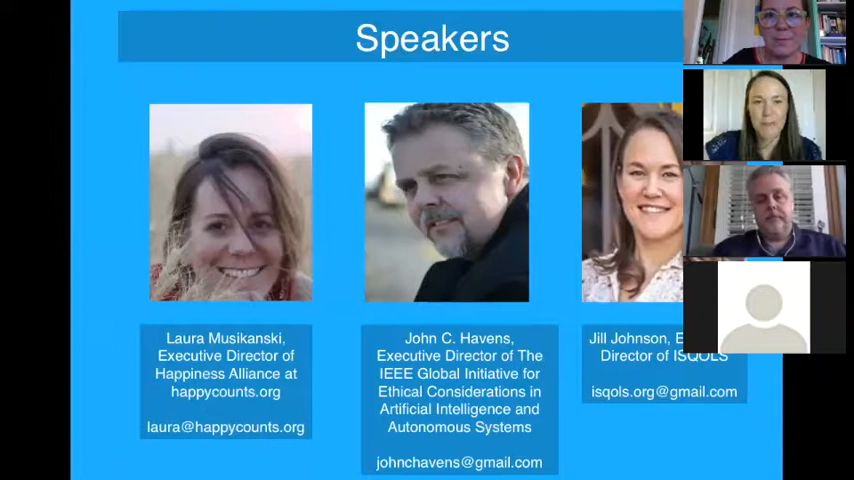 Speakers
Laura Musikanski,
Executive Director of
Happiness Alliance at
happycounts.org
laura@happycounts.org
John C. Havens,
Executive Director of The
IEEE Global Initiative for
Ethical Considerations in
Artificial Intelligence and
Autonomous Systems
johnchavens@gmail.com
Jill Johnson, E
Director of ISQOLS
isqols.org@gmail.com